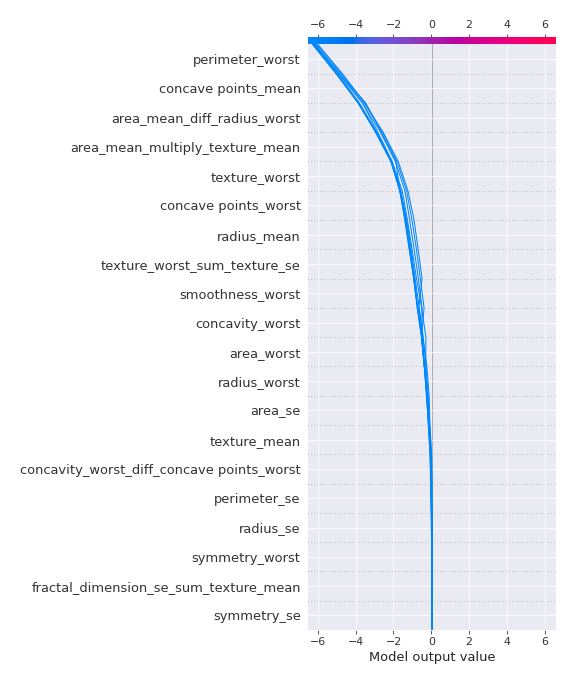 −6 −4 −2 0 2 4 6
perimeter_worst
concave points_mean
area_mean_diff_radius_worst
area_mean_multiply_texture_mean
texture_worst
concave points_worst
radius_mean
texture_worst_sum_texture_se
smoothness_worst
concavity_worst
area_worst
radius_worst
area_se
texture_mean
concavity_worst_diff_concave points_worst
perimeter_se
radius_se
symmetry_worst
fractal_dimension_se_sum_texture_mean
symmetry_se
−6 −4 −2 0 2 4 6
Model output value